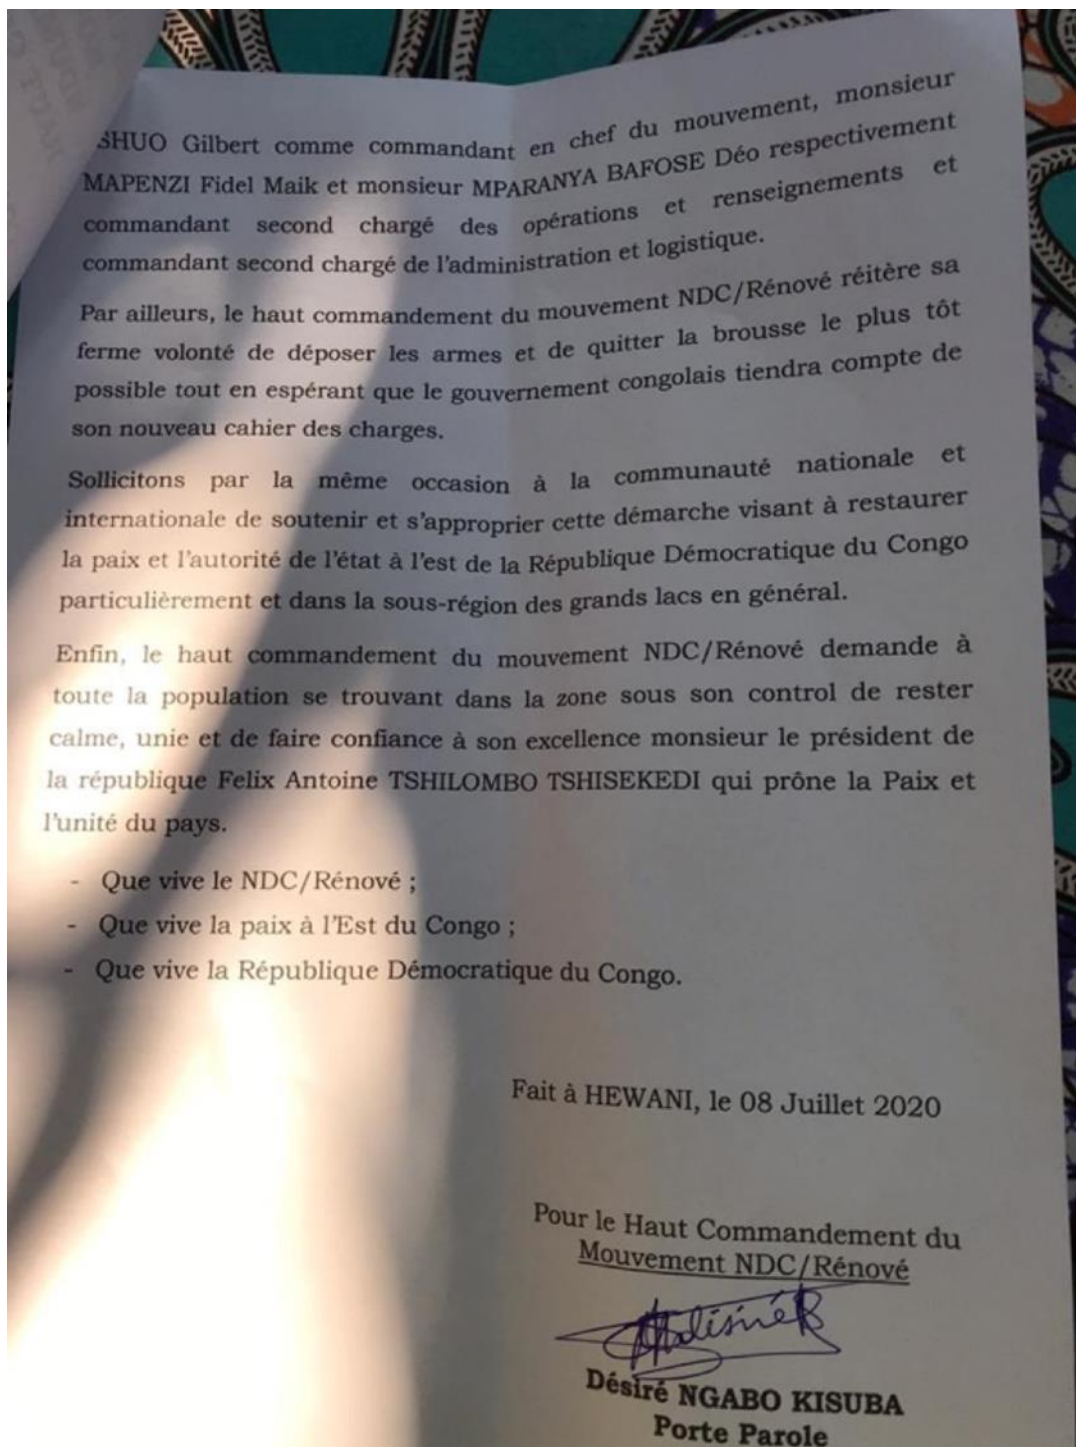 SHUO Gilbert comme commandant en chef du mouvement, monsieur
MAPENZI Fidel Maik et monsieur MPARANYA BAFOSE Déo respectivement
commandant second chargé des opérations et renseignements et
commandant second chargé de l'administration et logistique.
Par ailleurs, le haut commandement du mouvement NDC/Rénové réitère sa
ferme volonté de déposer les armes et de quitter la brousse le plus tôt
possible tout en espérant que le gouvernement congolais tiendra compte de
son nouveau cahier des charges.
Sollicitons par la même occasion à la communauté nationale et
internationale de soutenir et s'approprier cette démarche visant à restaurer
la paix et l'autorité de l'état à l'est de la République Démocratique du Congo
particulièrement et dans la sous-région des grands lacs en général.
Enfin, le haut commandement du mouvement NDC/Rénové demande à
toute la population se trouvant dans la zone sous son control de rester
calme, unie et de faire confiance à son excellence monsieur le président de
la république Felix Antoine TSHILOMBO TSHISEKEDI qui prône la Paix et
l'unité du pays.
- Que vive le NDC/Rénové ;
- Que vive la paix à l'Est du Congo ;
- Que vive la République Démocratique du Congo.
Fait à HEWANI, le 08 Juillet 2020
Pour le Haut Commandement du
Mouvement NDC/Rénové
Désiré NGABO KISUBA
Porte Parole